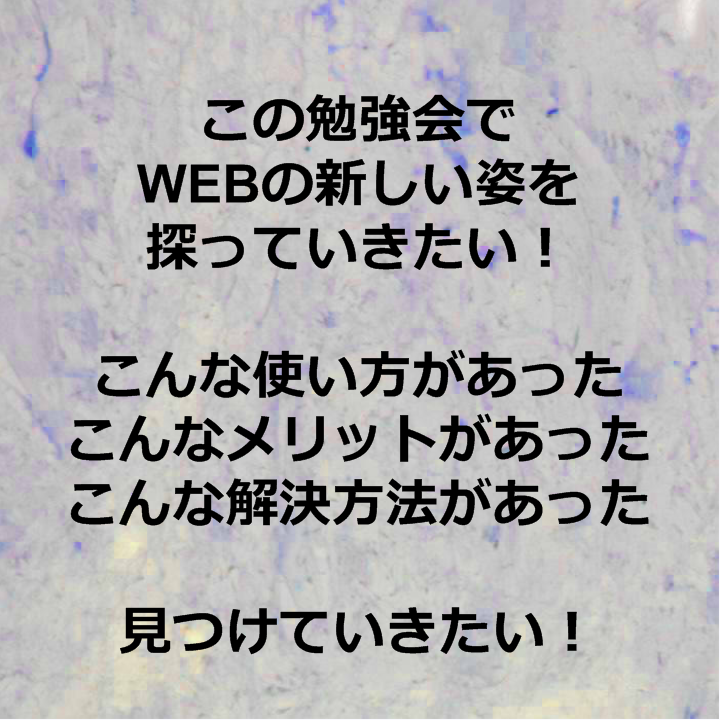 この勉強会で
WEBの新しい姿を
探っていきたい！
こんな使い方があった
こんなメリットがあった
こんな解決方法があった
見つけていきたい！